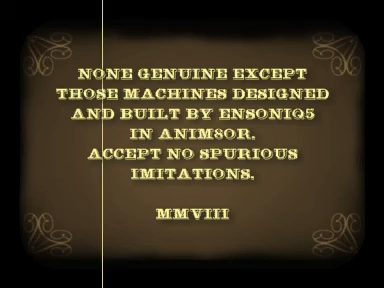 NONE GENUINE EXCEPT
THOSE MACHINES DESIGNED
AND BUILT BY ENSONIQ5
IN ANIM8OR.
ACCEPT NO SPURIOUS
IMITATIONS.
MMVIII